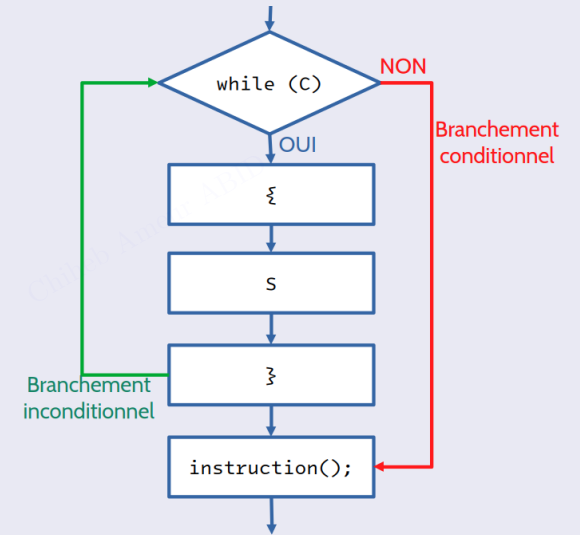 while (C)
NON
Branchement
conditionnel
OUI
{
S
}
Branchement
inconditionnel
instruction();